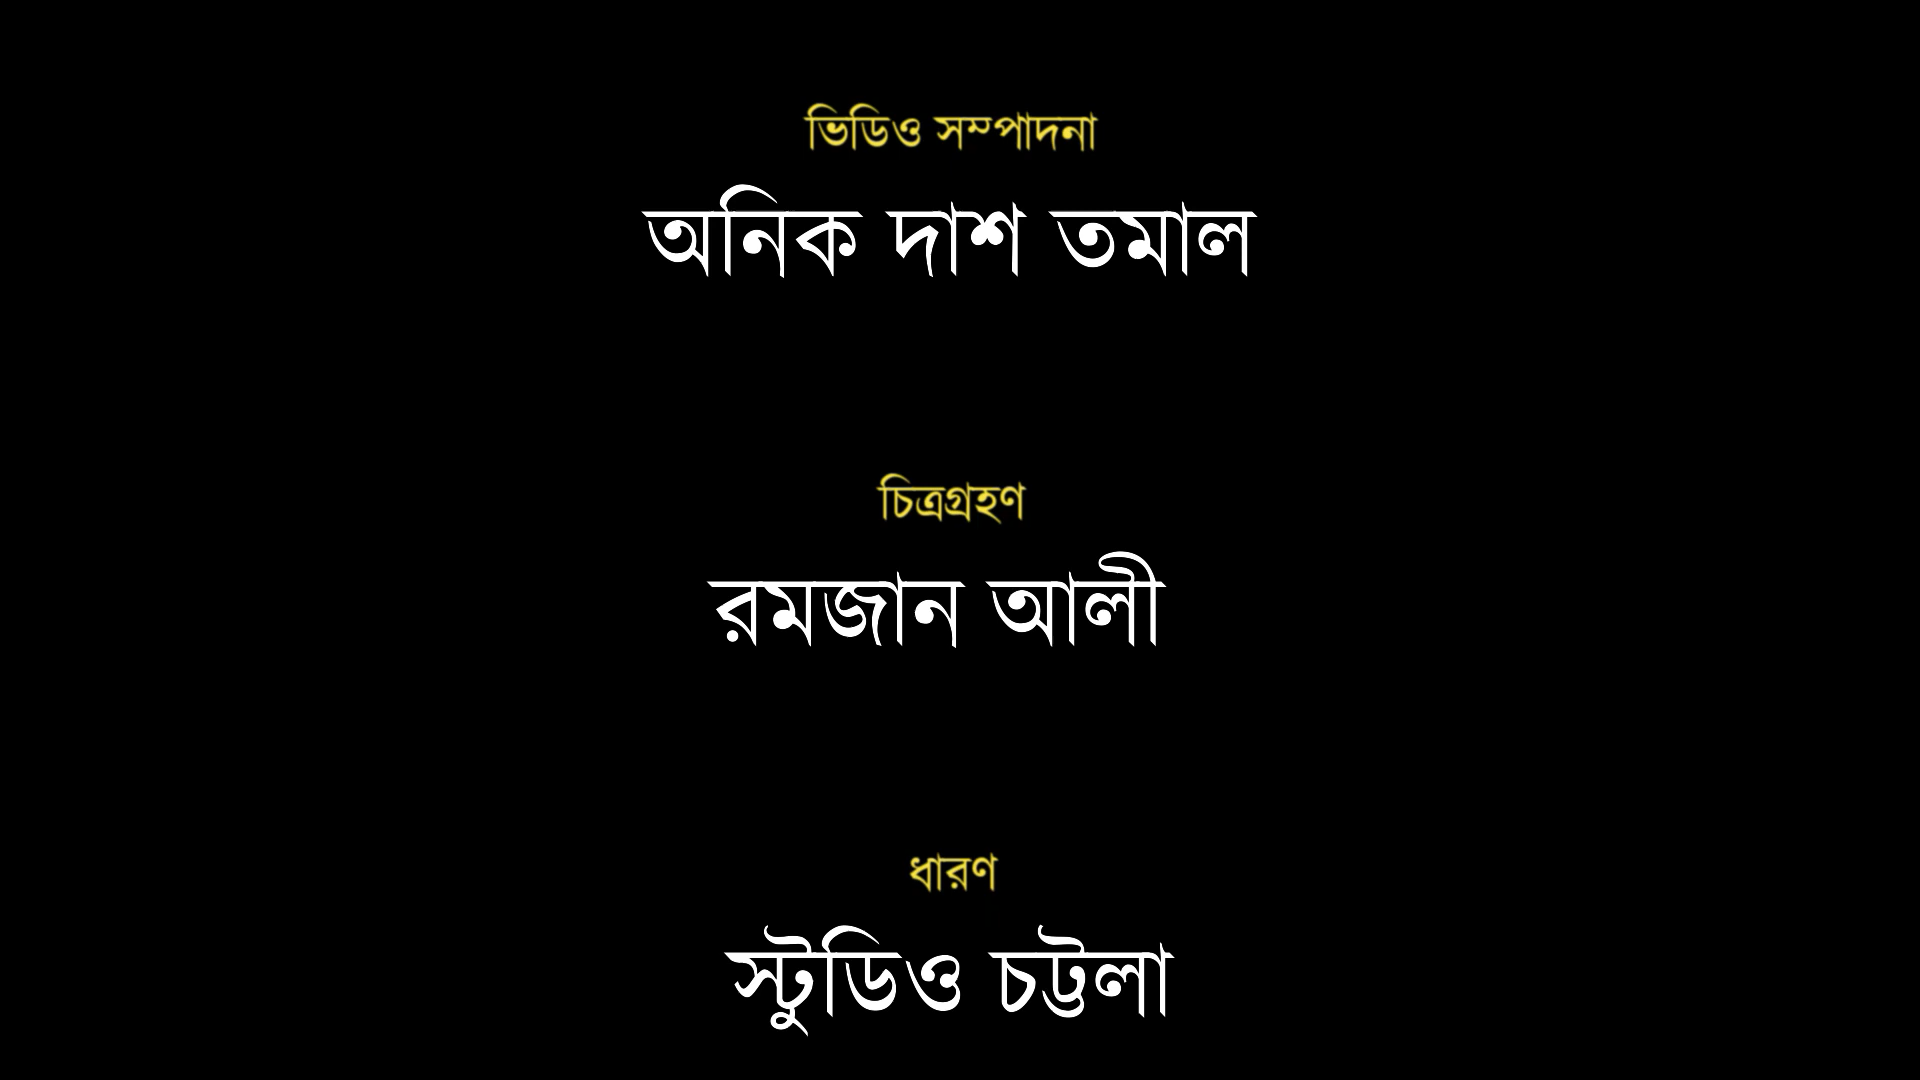 ভিডিও সম্পাদনা
অনিক দাশ তমাল
চিত্রগ্রহণ
রমজান আলী
ধারণ
স্টুডিও চট্টলা